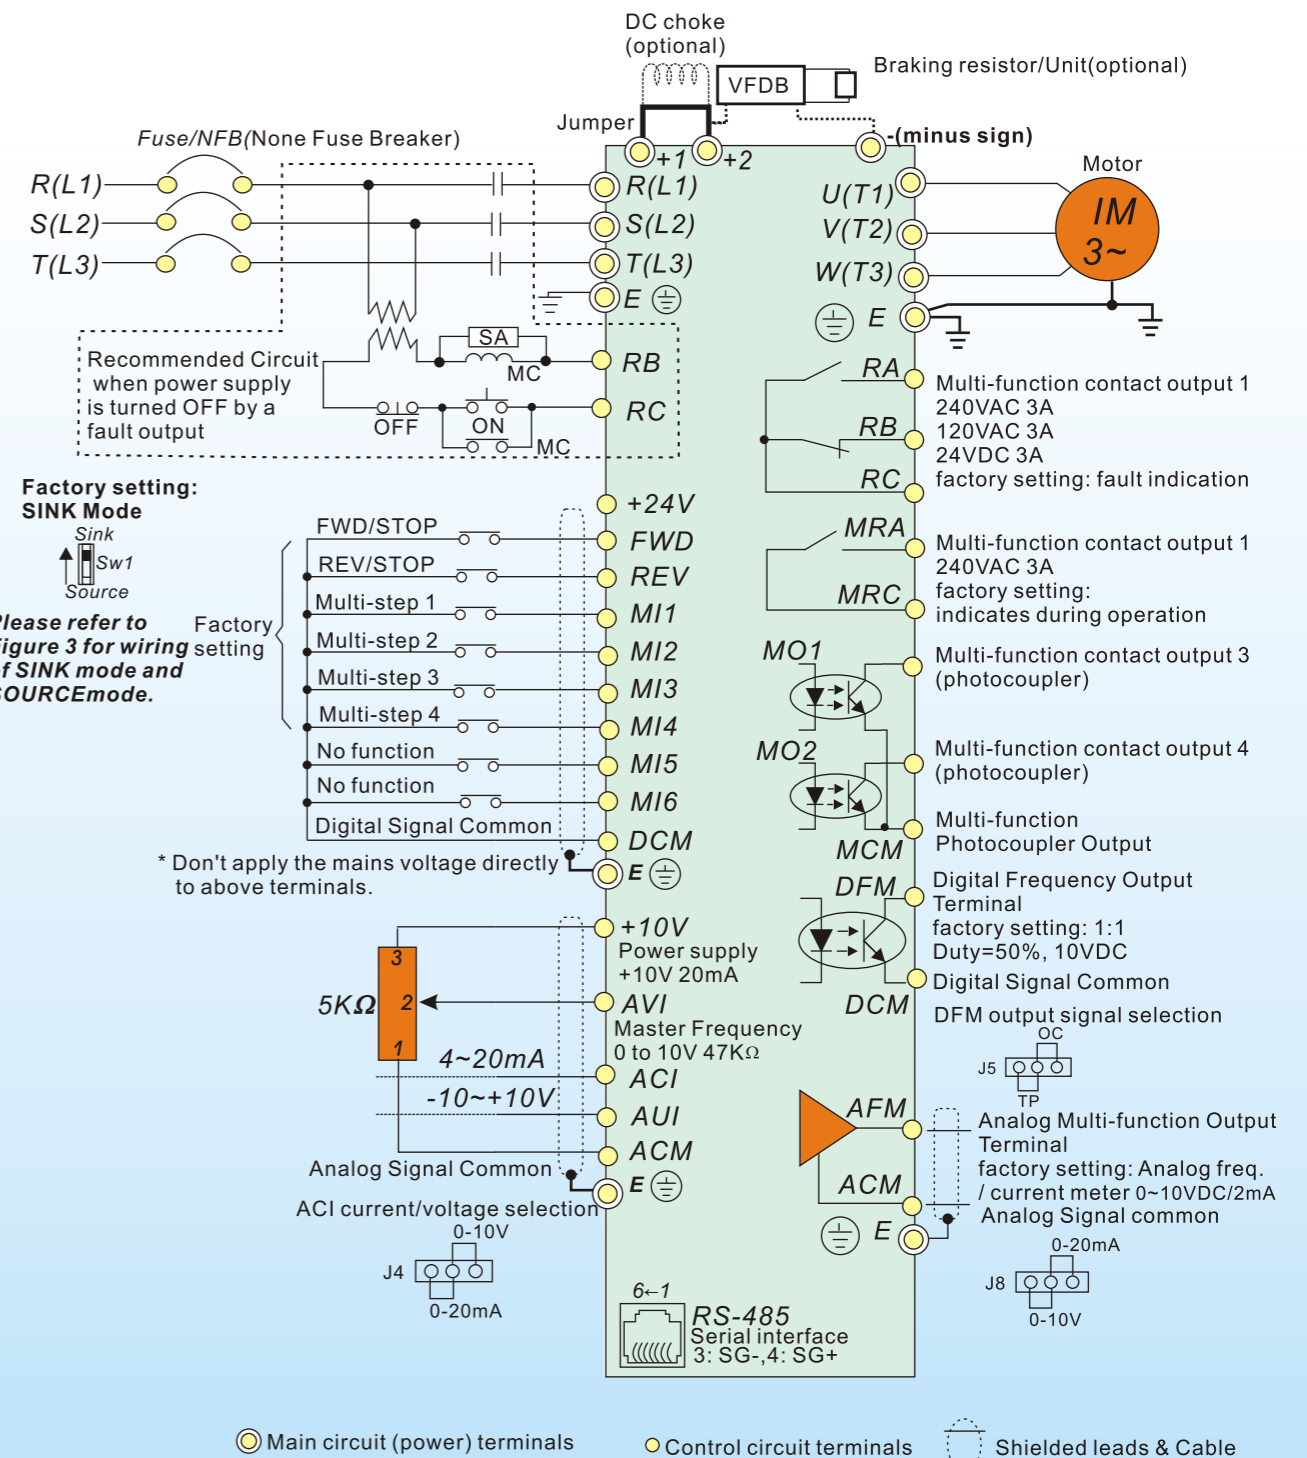 DC choke
(optional)
VFDB
Braking resistor/Unit(optional)
Jumper
-(minus sign)
Fuse/NFB(None Fuse Breaker)
+1
+2
Motor
R(L1)
S(L2)
T(L3)
R(L1)
S(L2)
T(L3)
E
U(T1)
V(T2)
W(T3)
E
IM
3~
Recommended Circuit
when power supply
is turned OFF by a
fault output
SA
MC
OFF
ON
MC
RB
RC
RA
RB
RC
Multi-function contact output 1
240VAC 3A
120VAC 3A
24VDC 3A
factory setting: fault indication
Factory setting:
SINK Mode
Sink
Sw1
Source
refer to
3 for wiring
SINK mode and
Factory
setting
FWD/STOP
REV/STOP
Multi-step 1
Multi-step 2
Multi-step 3
Multi-step 4
No function
No function
Digital Signal Common
* Don't apply the mains voltage directly
to above terminals.
+24V
FWD
REV
MI1
MI2
MI3
MI4
MI5
MI6
DCM
E
MRA
MRC
Multi-function contact output 1
240VAC 3A
factory setting:
indicates during operation
MO1
Multi-function contact output 3
(photocoupler)
MO2
Multi-function contact output 4
(photocoupler)
MCM
Multi-function
Photocoupler Output
DFM
Digital Frequency Output
Terminal
factory setting: 1:1
Duty=50%, 10VDC
DCM
Digital Signal Common
DFM output signal selection
OC
J5
TP
3
2
1
5KΩ
4~20mA
-10~+10V
Analog Signal Common
+10V
Power supply
+10V 20mA
AVI
Master Frequency
0 to 10V 47KΩ
ACI
AUI
ACM
E
ACI current/voltage selection
0-10V
J4
0-20mA
AFM
ACM
E
Analog Multi-function Output
Terminal
factory setting: Analog freq.
/ current meter 0~10VDC/2mA
Analog Signal common
0-20mA
J8
0-10V
6←1
RS-485
Serial interface
3: SG-,4: SG+
Main circuit (power) terminals
Control circuit terminals
Shielded leads & Cable